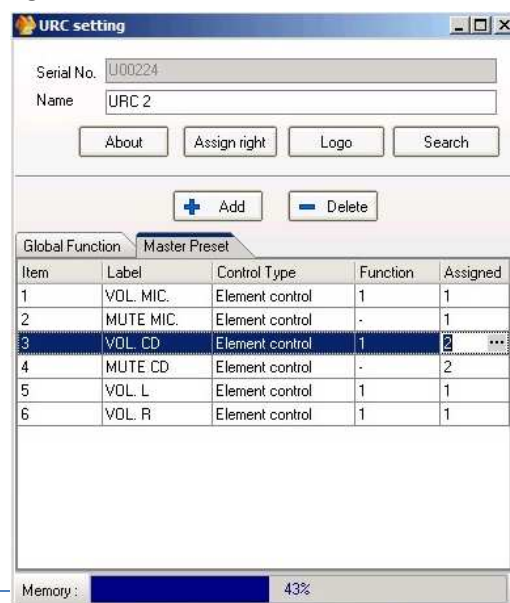 URC setting
Serial No. U00224
Name URC 2
About Assign right Logo Search
Add Delete
Global Function Master Preset
Item Label Control Type Function Assigned
1 VOL. MIC. Element control 1 1
2 MUTE MIC. Element control - 1
3 VOL. CD Element control 1 2 ...
4 MUTE CD Element control - 2
5 VOL. L Element control 1 1
6 VOL. R Element control 1 1
Memory : 43%